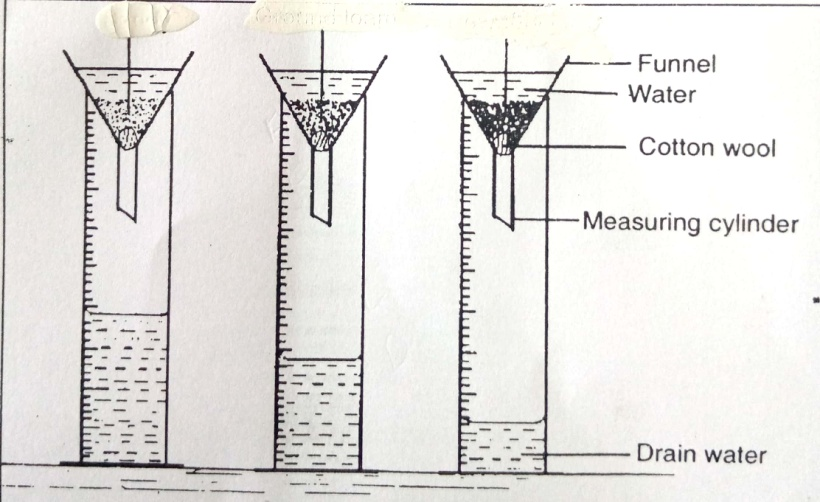 Funnel
Water
Cotton wool
Measuring cylinder
Drain water